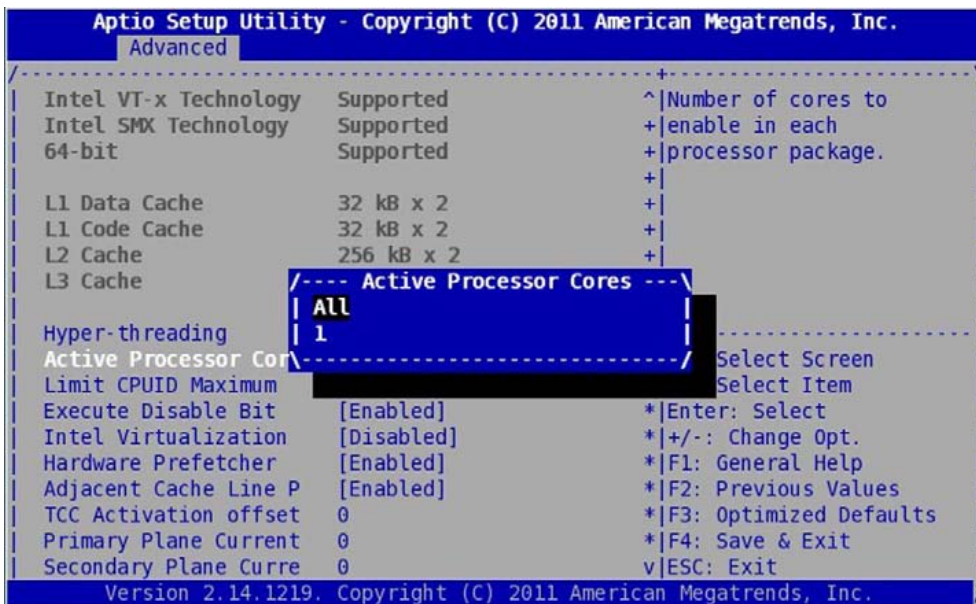 Aptio Setup Utility - Copyright (C) 2011 American Megatrends, Inc.
Advanced
Intel VT-x Technology Supported
Intel SMX Technology Supported
64-bit Supported
L1 Data Cache 32 kB x 2
L1 Code Cache 32 kB x 2
L2 Cache 256 kB x 2
L3 Cache
Hyper-threading
Active Processor Cor
Limit CPUID Maximum
Execute Disable Bit [Enabled]
Intel Virtualization [Disabled]
Hardware Prefetcher [Enabled]
Adjacent Cache Line P [Enabled]
TCC Activation offset 0
Primary Plane Current 0
Secondary Plane Curre 0
Active Processor Cores
All
1
Number of cores to
enable in each
processor package.
Select Screen
Select Item
Enter: Select
+/-: Change Opt.
F1: General Help
F2: Previous Values
F3: Optimized Defaults
F4: Save & Exit
ESC: Exit
Version 2.14.1219. Copyright (C) 2011 American Megatrends, Inc.